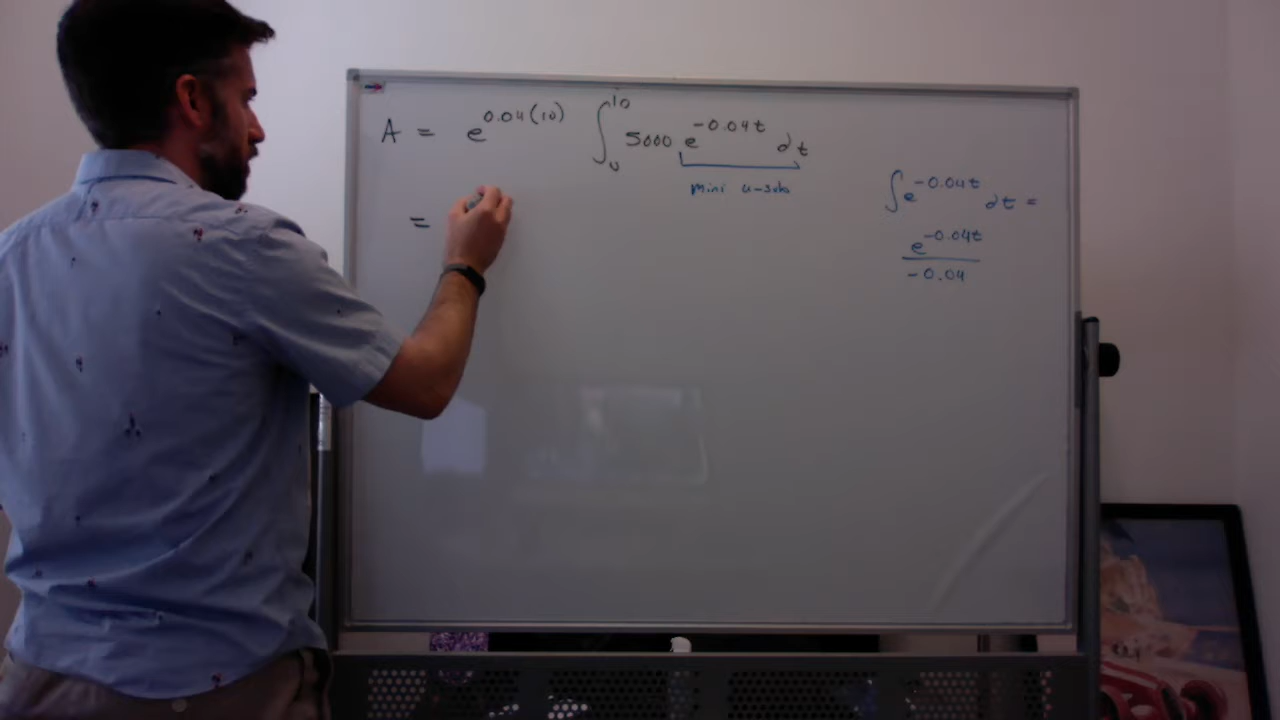 A = e^{0.04(10)} ∫_0^{10} 5000 e^{-0.04t} dt
mini u-sub
=
∫ e^{-0.04t} dt =
e^{-0.04t} / -0.04